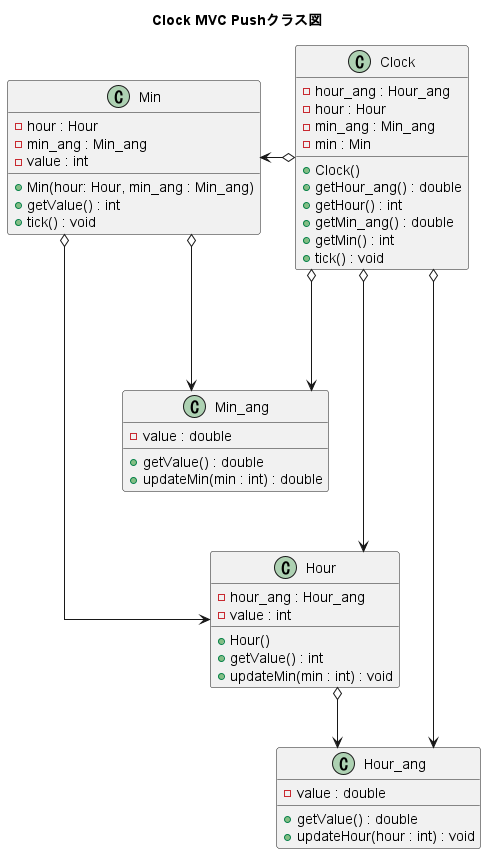 Clock MVC Pushクラス図
C Clock
hour_ang : Hour_ang
hour : Hour
min_ang : Min_ang
min : Min
Clock()
getHour_ang() : double
getHour() : int
getMin_ang() : double
getMin() : int
tick() : void
C Min
hour : Hour
min_ang : Min_ang
value : int
Min(hour: Hour, min_ang : Min_ang)
getValue() : int
tick() : void
C Min_ang
value : double
getValue() : double
updateMin(min : int) : double
C Hour
hour_ang : Hour_ang
value : int
Hour()
getValue() : int
updateMin(min : int) : void
C Hour_ang
value : double
getValue() : double
updateHour(hour : int) : void